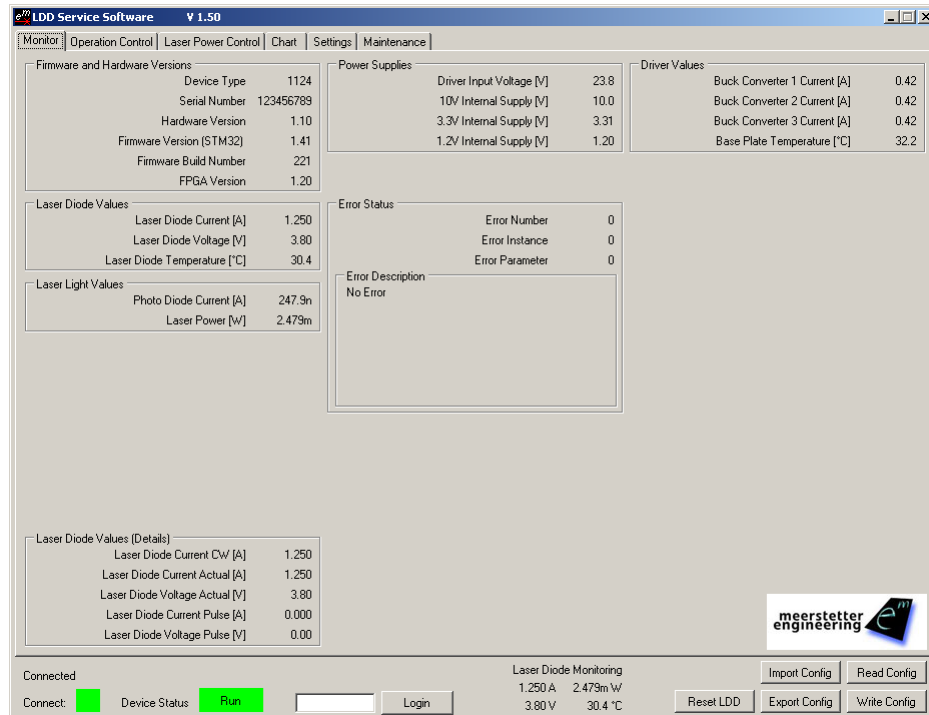 LDD Service Software V 1.50
Monitor Operation Control Laser Power Control Chart Settings Maintenance
Firmware and Hardware Versions
Device Type 1124
Serial Number 123456789
Hardware Version 1.10
Firmware Version (STM32) 1.41
Firmware Build Number 221
FPGA Version 1.20
Power Supplies
Driver Input Voltage [V] 23.8
10V Internal Supply [V] 10.0
3.3V Internal Supply [V] 3.31
1.2V Internal Supply [V] 1.20
Driver Values
Buck Converter 1 Current [A] 0.42
Buck Converter 2 Current [A] 0.42
Buck Converter 3 Current [A] 0.42
Base Plate Temperature [°C] 32.2
Laser Diode Values
Laser Diode Current [A] 1.250
Laser Diode Voltage [V] 3.80
Laser Diode Temperature [°C] 30.4
Error Status
Error Number 0
Error Instance 0
Error Parameter 0
Error Description
No Error
Laser Light Values
Photo Diode Current [A] 247.9n
Laser Power [W] 2.479m
Laser Diode Values (Details)
Laser Diode Current CW [A] 1.250
Laser Diode Current Actual [A] 1.250
Laser Diode Voltage Actual [V] 3.80
Laser Diode Current Pulse [A] 0.000
Laser Diode Voltage Pulse [V] 0.00
meerstetter
engineering
em
Connected
Connect: Device Status Run Login
Laser Diode Monitoring
1.250 A 2.479m W
3.80 V 30.4 °C
Import Config Read Config
Reset LDD Export Config Write Config